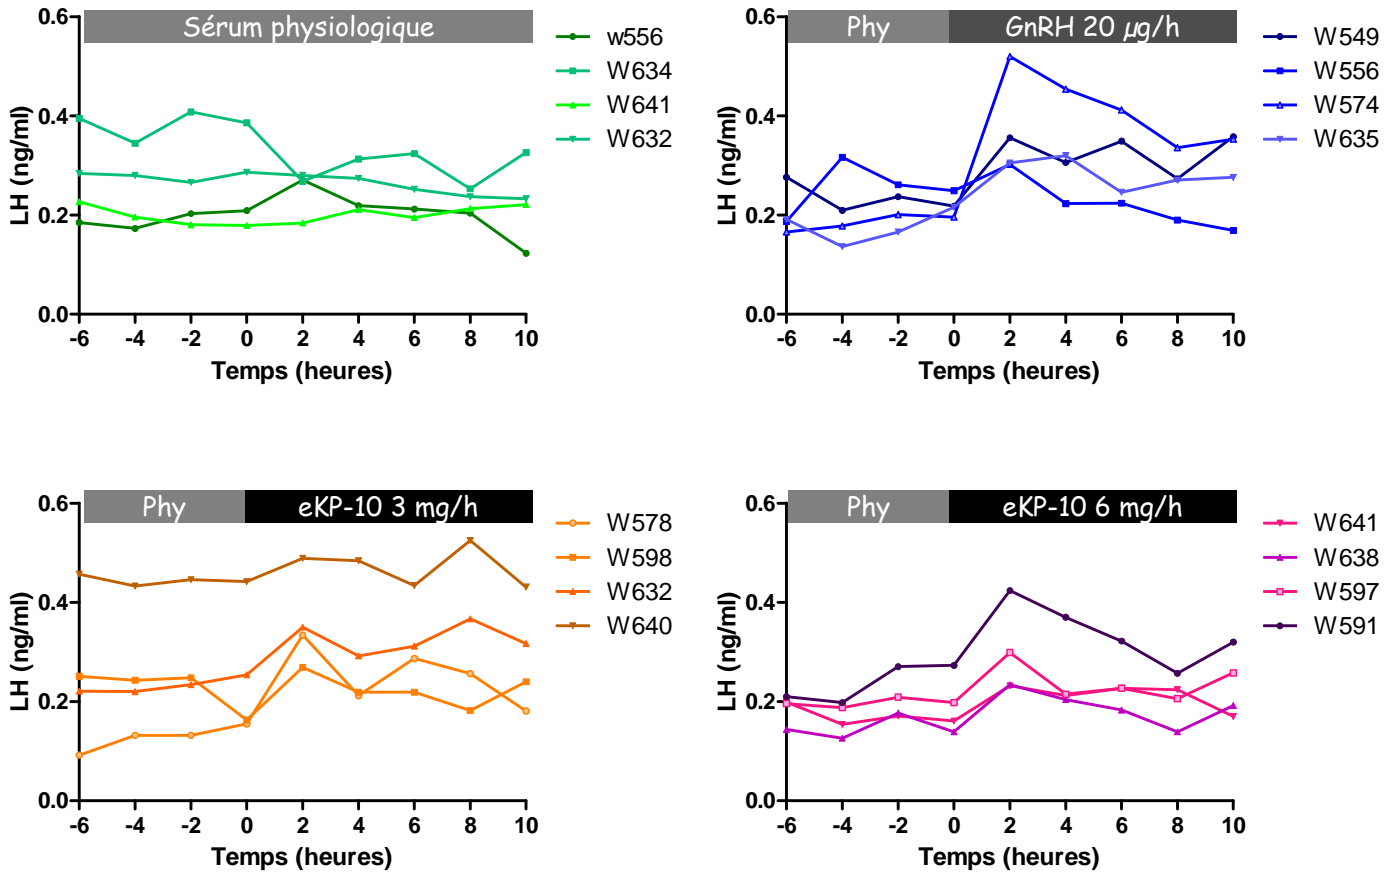 Sérum physiologique
0.6
0.4
0.2
0.0
LH (ng/ml)
-6 -4 -2 0 2 4 6 8 10
Temps (heures)
w556
W634
W641
W632
Phy GnRH 20 µg/h
0.6
0.4
0.2
0.0
LH (ng/ml)
-6 -4 -2 0 2 4 6 8 10
Temps (heures)
W549
W556
W574
W635
Phy eKP-10 3 mg/h
0.6
0.4
0.2
0.0
LH (ng/ml)
-6 -4 -2 0 2 4 6 8 10
Temps (heures)
W578
W598
W632
W640
Phy eKP-10 6 mg/h
0.6
0.4
0.2
0.0
LH (ng/ml)
-6 -4 -2 0 2 4 6 8 10
Temps (heures)
W641
W638
W597
W591